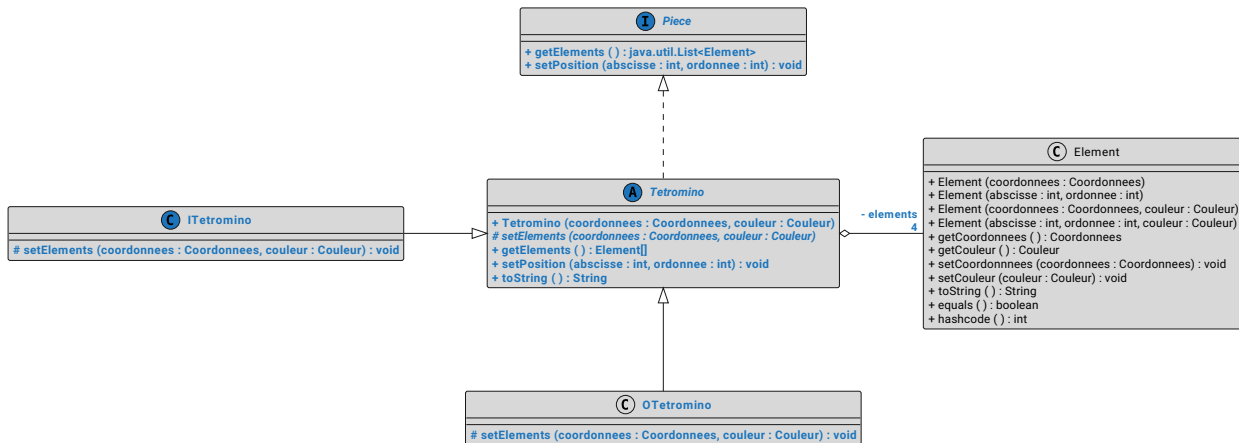 I Piece
+ getElements ( ) : java.util.List<Element>
+ setPosition (abscisse : int, ordonnee : int) : void
C Element
+ Element (coordonnees : Coordonnees)
+ Element (abscisse : int, ordonnee : int)
+ Element (coordonnees : Coordonnees, couleur : Couleur)
+ Element (abscisse : int, ordonnee : int, couleur : Couleur)
+ getCoordonnees ( ) : Coordonnees
+ getCouleur ( ) : Couleur
+ setCoordonnnees (coordonnees : Coordonnees) : void
+ setCouleur (couleur : Couleur) : void
+ toString ( ) : String
+ equals ( ) : boolean
+ hashcode ( ) : int
A Tetromino
+ Tetromino (coordonnees : Coordonnees, couleur : Couleur)
# setElements (coordonnees : Coordonnees, couleur : Couleur)
+ getElements ( ) : Element[]
+ setPosition (abscisse : int, ordonnee : int) : void
+ toString ( ) : String
- elements
4
C ITetromino
# setElements (coordonnees : Coordonnees, couleur : Couleur) : void
C OTetromino
# setElements (coordonnees : Coordonnees, couleur : Couleur) : void